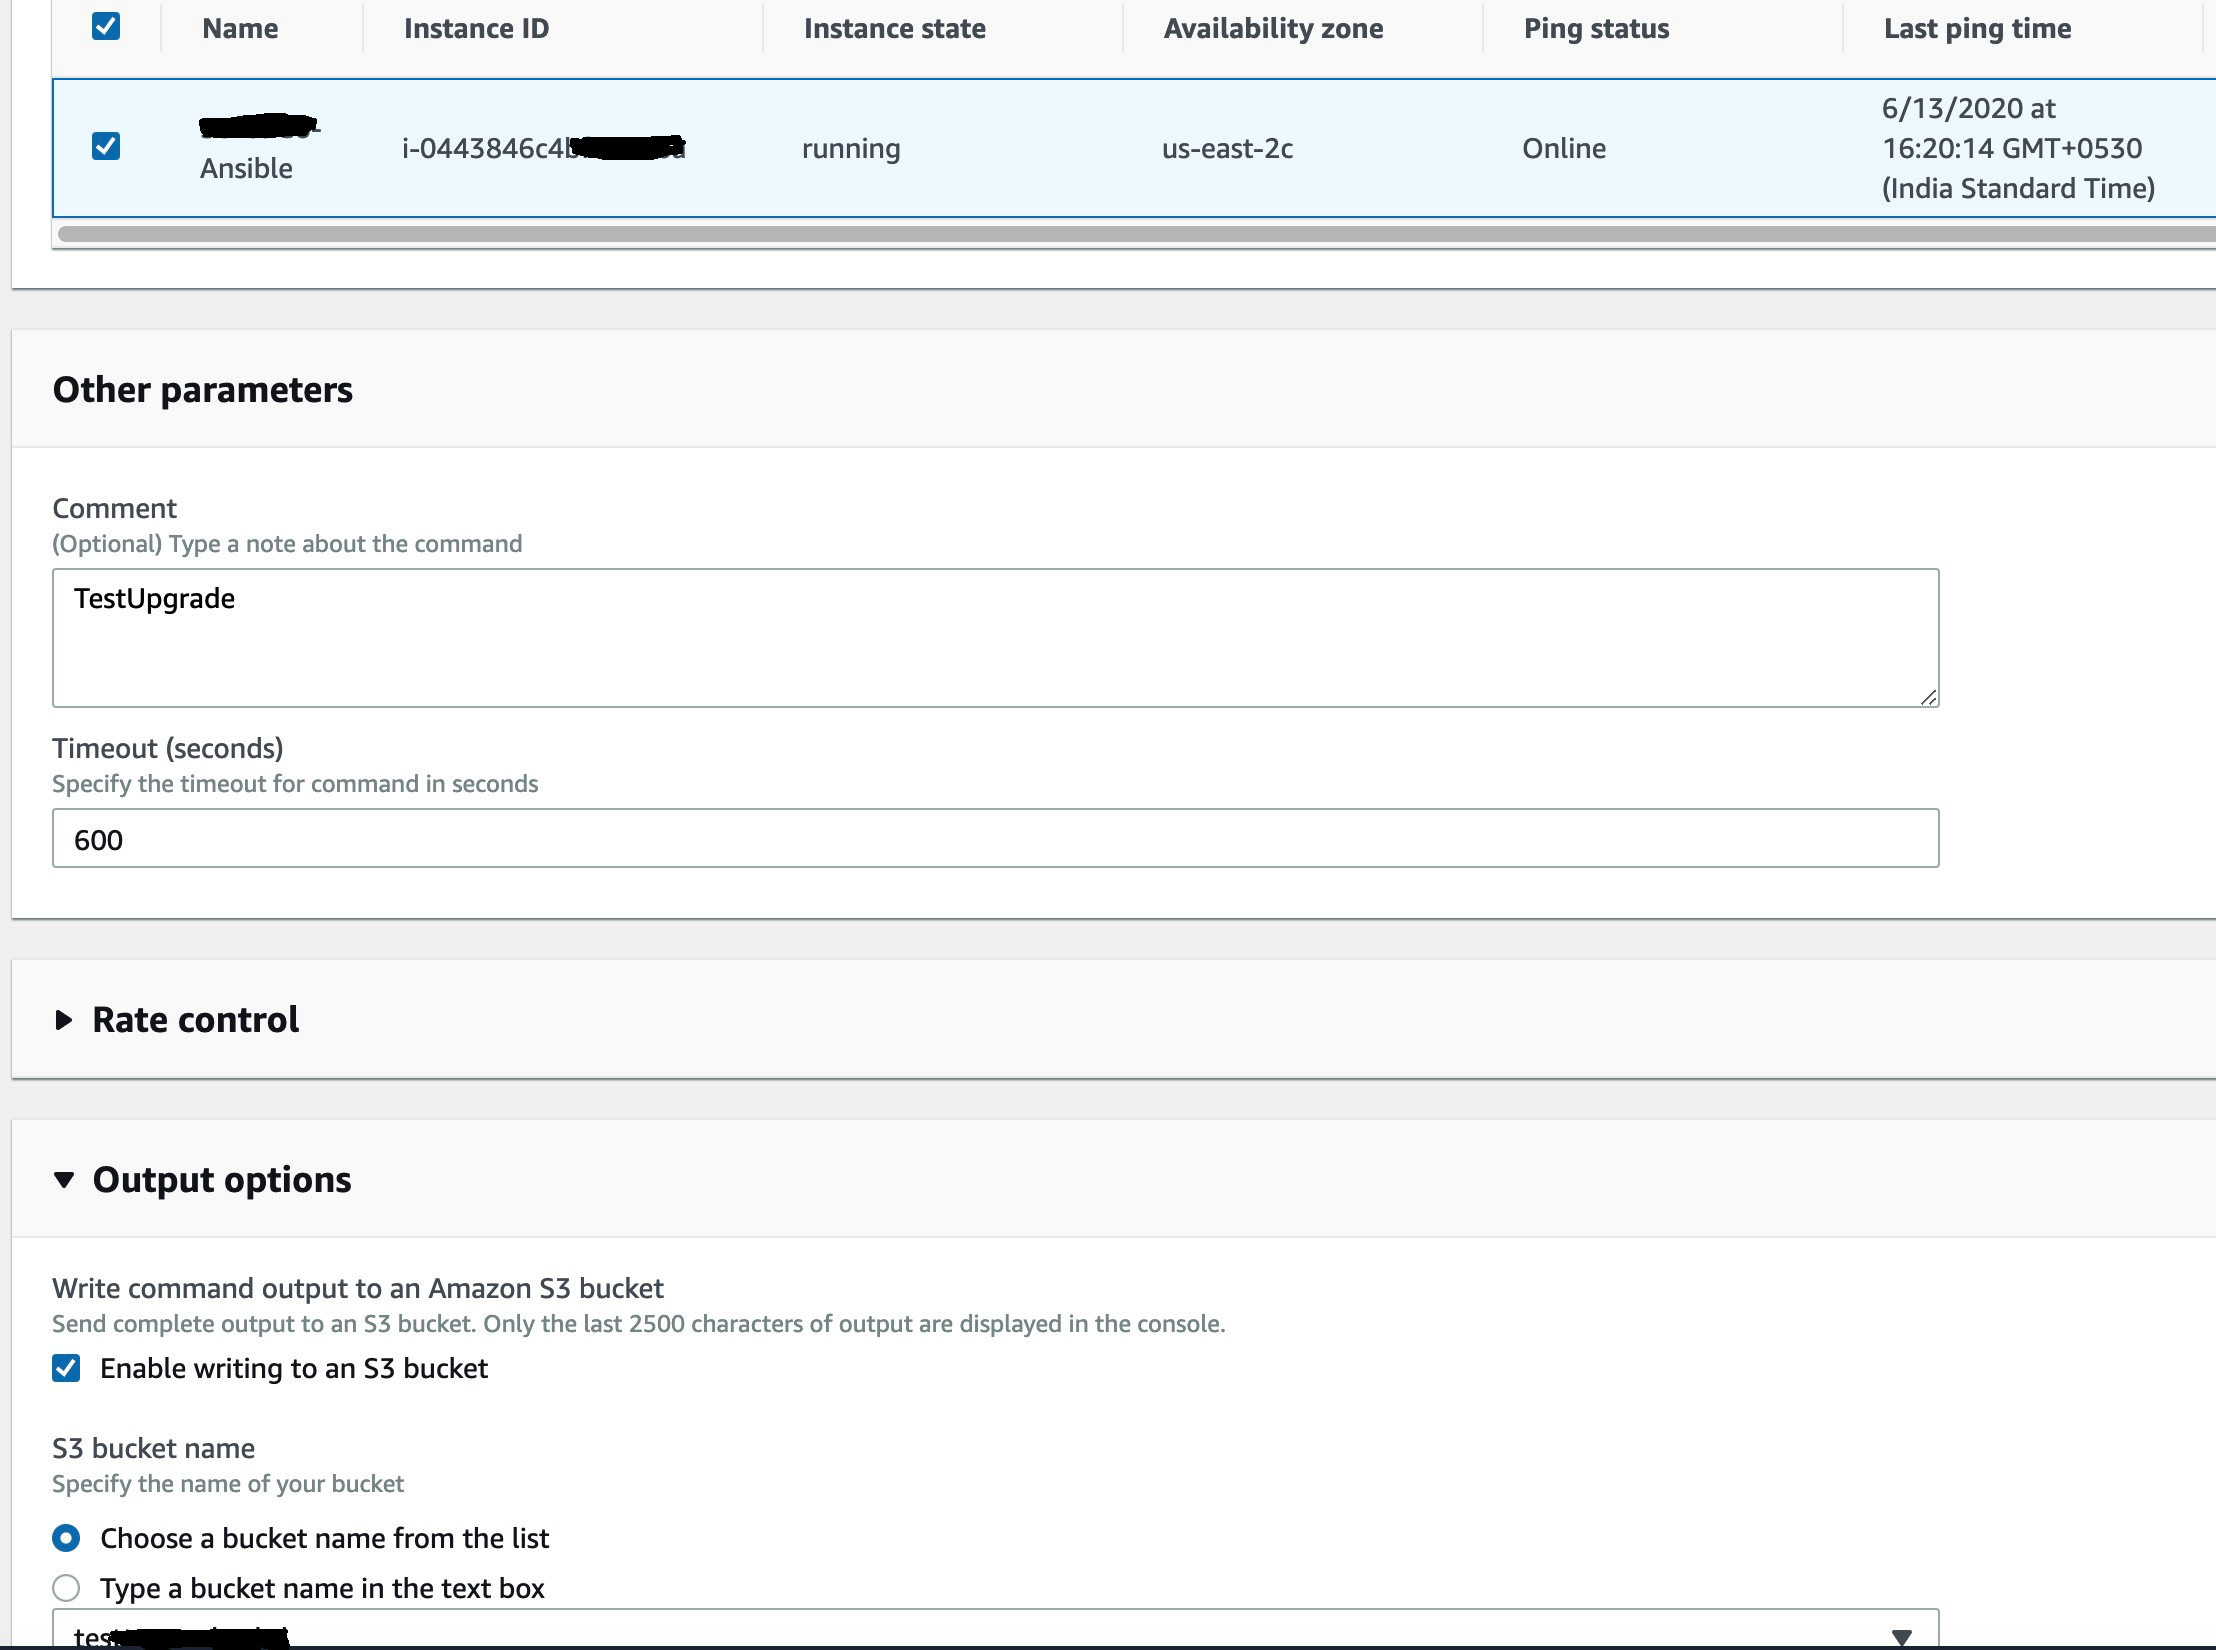 Name Instance ID Instance state Availability zone Ping status Last ping time
Ansible i-0443846c4 running us-east-2c Online 6/13/2020 at
16:20:14 GMT+0530
(India Standard Time)
Other parameters
Comment
(Optional) Type a note about the command
TestUpgrade
Timeout (seconds)
Specify the timeout for command in seconds
600
Rate control
Output options
Write command output to an Amazon S3 bucket
Send complete output to an S3 bucket. Only the last 2500 characters of output are displayed in the console.
Enable writing to an S3 bucket
S3 bucket name
Specify the name of your bucket
Choose a bucket name from the list
Type a bucket name in the text box